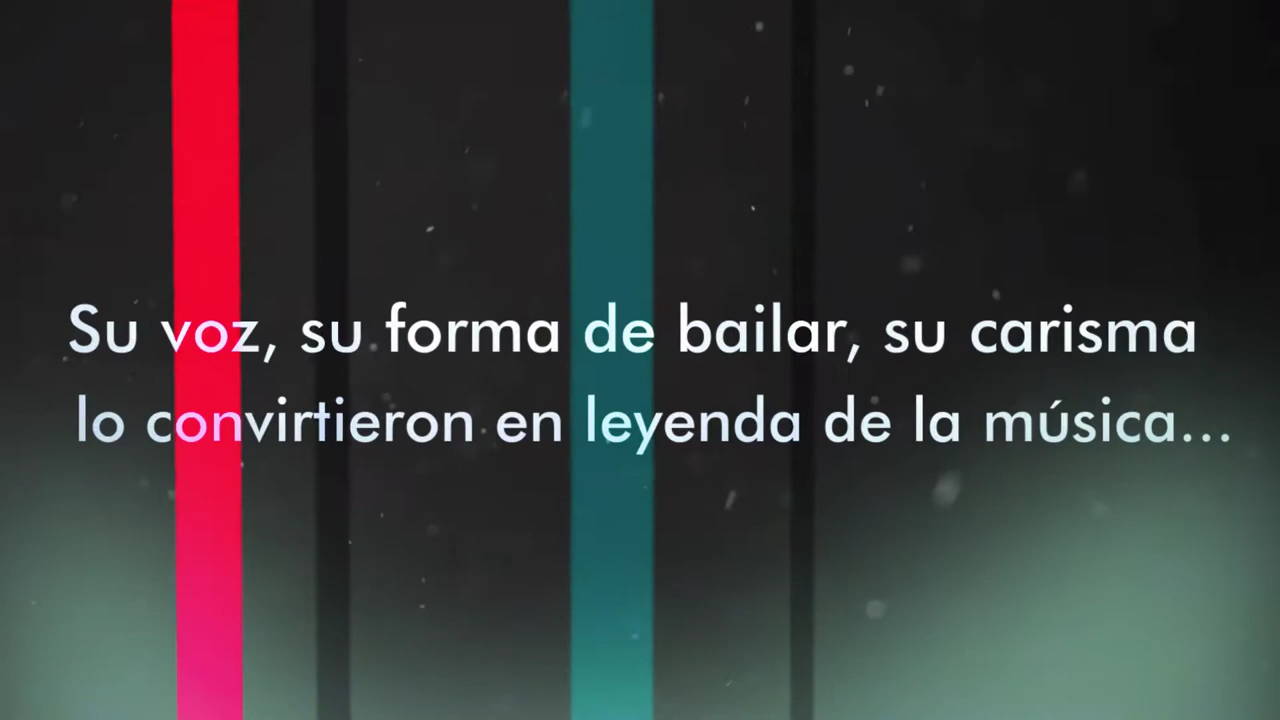 Su voz, su forma de bailar, su carisma
lo convirtieron en leyenda de la música...